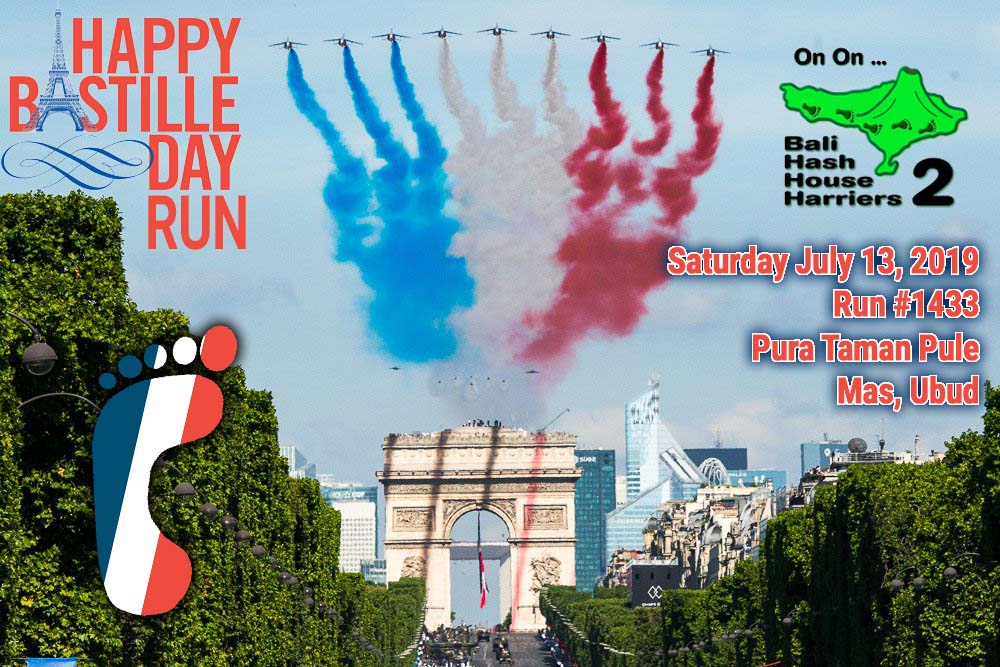 HAPPY
BASTILLE
DAY
RUN
On On ...
Bali
Hash
House
Harriers 2
Saturday July 13, 2019
Run #1433
Pura Taman Pule
Mas, Ubud